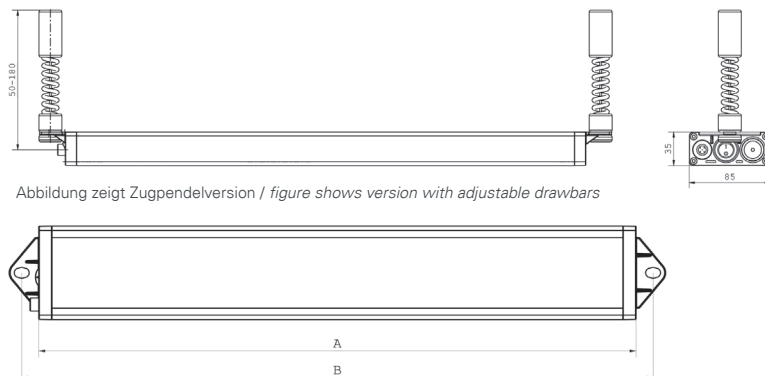 50-180
35
85
Abbildung zeigt Zugpendelversion / figure shows version with adjustable drawbars
A
B